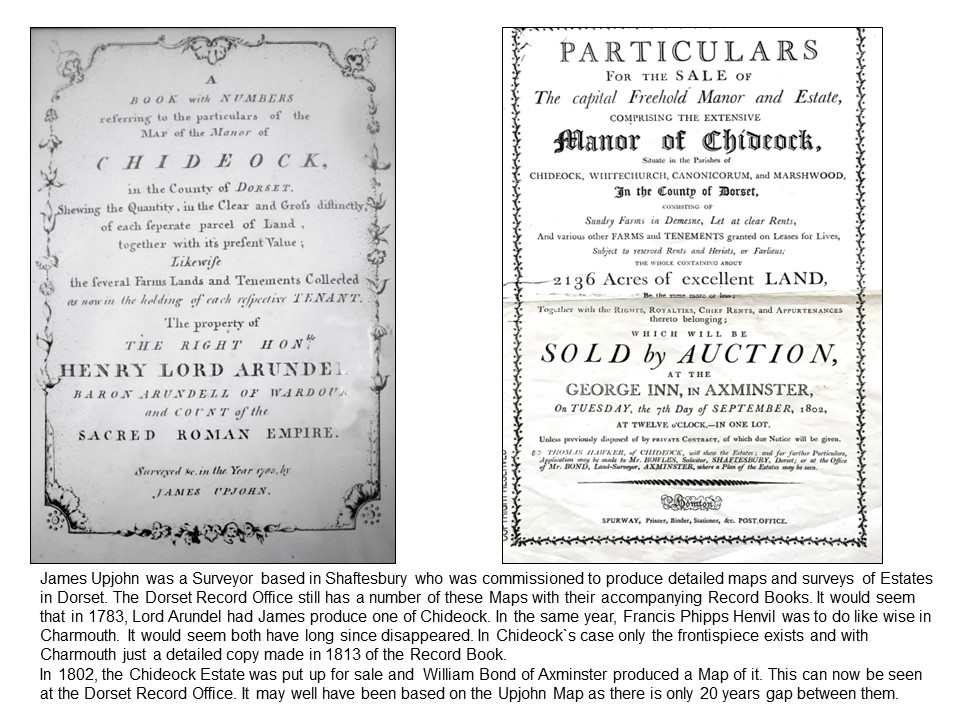 A
BOOK with NUMBERS
referring to the particulars of the
MAP of the Manor of
CHIDEOCK,
in the County of DORSET.
Shewing the Quantity, in the Clear and Grofs diftinctly,
of each feperate parcel of Land,
together with it's prefent Value;
Likewife
the feveral Farms Lands and Tenements Collected
as now in the holding of each refpective TENANT.
The property of
THE RIGHT HON.ble
HENRY LORD ARUNDEL
BARON ARUNDELL OF WARDOUR
and COUNT of the
SACRED ROMAN EMPIRE.
Surveyed &c. in the Year by
JAMES UPJOHN.
PARTICULARS
FOR THE SALE OF
The capital Freehold Manor and Estate,
COMPRISING THE EXTENSIVE
Manor of Chideock,
Situate in the Parishes of
CHIDEOCK, WHITECHURCH, CANONICORUM, and MARSHWOOD,
In the County of Dorset,
CONSISTING OF
Sundry Farms in Demesne, Let at clear Rents,
And various other FARMS and TENEMENTS granted on Leases for Lives,
Subject to reserved Rents and Heriots, or Farlieus;
THE WHOLE CONTAINING ABOUT
2136 Acres of excellent LAND,
Be the same more or less;
Together with the RIGHTS, ROYALTIES, CHIEF RENTS, and APPURTENANCES
thereto belonging;
WHICH WILL BE
SOLD by AUCTION,
AT THE
GEORGE INN, IN AXMINSTER,
On TUESDAY, the 7th Day of SEPTEMBER, 1802,
AT TWELVE o'CLOCK,—IN ONE LOT.
Unless previously disposed of by PRIVATE CONTRACT, of which due Notice will be given.
THOMAS HAWKER, of CHIDEOCK, will shew the Estates; and for further Particulars,
Application may be made to Mr. BOWLES, Solicitor, SHAFTESBURY, Dorset; or at the Office
of Mr. BOND, Land-Surveyor, AXMINSTER, where a Plan of the Estates may be seen.
Honiton
SPURWAY, Printer, Binder, Stationer, &c. POST-OFFICE.
James Upjohn was a Surveyor based in Shaftesbury who was commissioned to produce detailed maps and surveys of Estates
in Dorset. The Dorset Record Office still has a number of these Maps with their accompanying Record Books. It would seem
that in 1783, Lord Arundel had James produce one of Chideock. In the same year, Francis Phipps Henvil was to do like wise in
Charmouth. It would seem both have long since disappeared. In Chideock`s case only the frontispiece exists and with
Charmouth just a detailed copy made in 1813 of the Record Book.
In 1802, the Chideock Estate was put up for sale and William Bond of Axminster produced a Map of it. This can now be seen
at the Dorset Record Office. It may well have been based on the Upjohn Map as there is only 20 years gap between them.